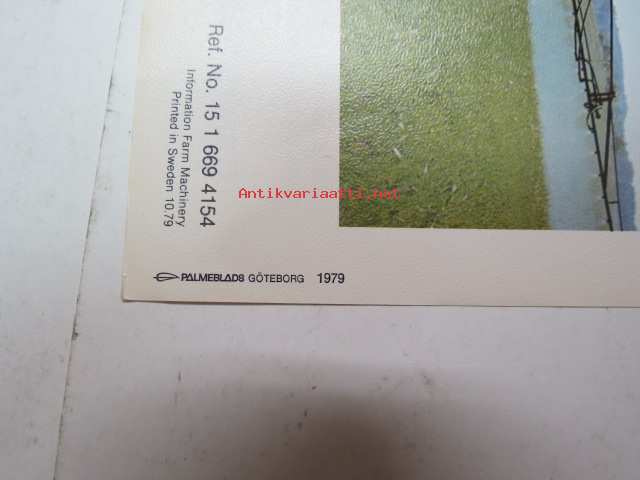 Ref. No. 15 1 669 4154
Information Farm Machinery
Printed in Sweden 10.79
Antikvariaatti.net
PALMEBLADS GÖTEBORG 1979